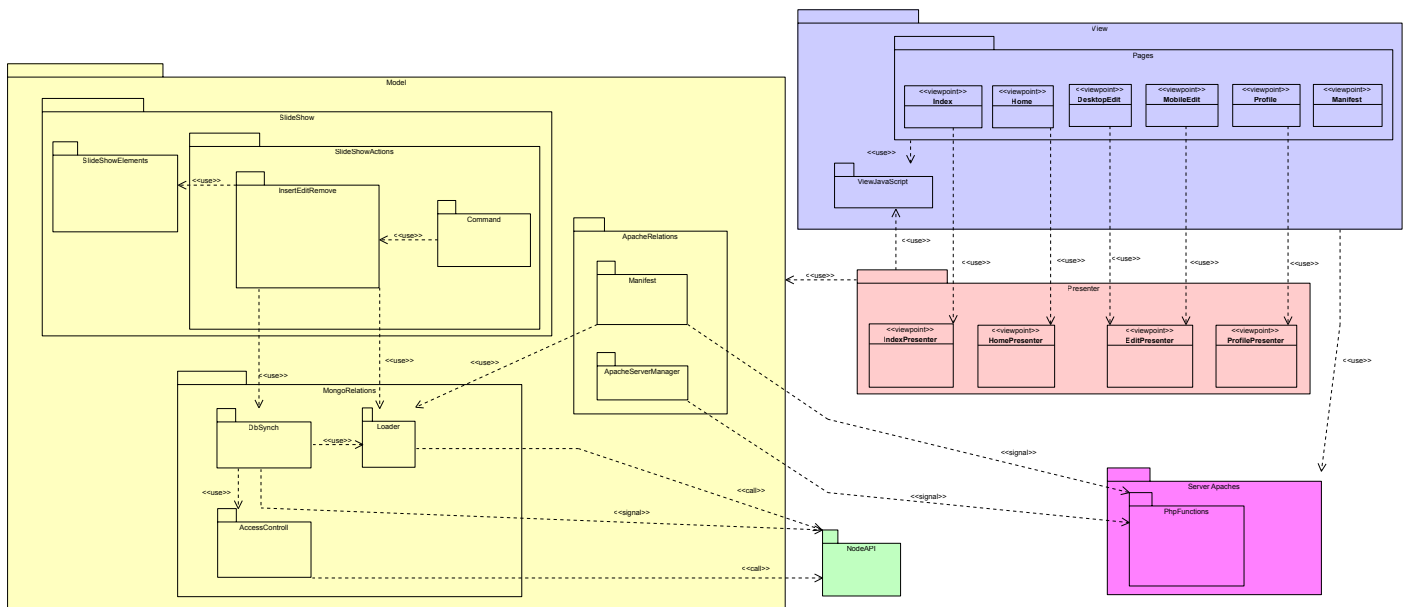 View
Pages
<<viewpoint>>
Index
<<viewpoint>>
Home
<<viewpoint>>
DesktopEdit
<<viewpoint>>
MobileEdit
<<viewpoint>>
Profile
<<viewpoint>>
Manifest
<<use>>
ViewJavaScript
Model
SlideShow
SlideShowElements
SlideShowActions
<<use>>
InsertEditRemove
Command
<<use>>
ApacheRelations
Manifest
ApacheServerManager
<<use>>
<<use>>
<<use>>
<<use>>
<<use>>
<<use>>
<<use>>
Presenter
<<viewpoint>>
IndexPresenter
<<viewpoint>>
HomePresenter
<<viewpoint>>
EditPresenter
<<viewpoint>>
ProfilePresenter
<<use>>
<<use>>
<<use>>
<<use>>
MongoRelations
DbSynch
<<use>>
Loader
<<use>>
AccessControll
<<signal>>
<<call>>
<<signal>>
<<signal>>
<<call>>
NodeAPI
Server Apaches
PhpFunctions